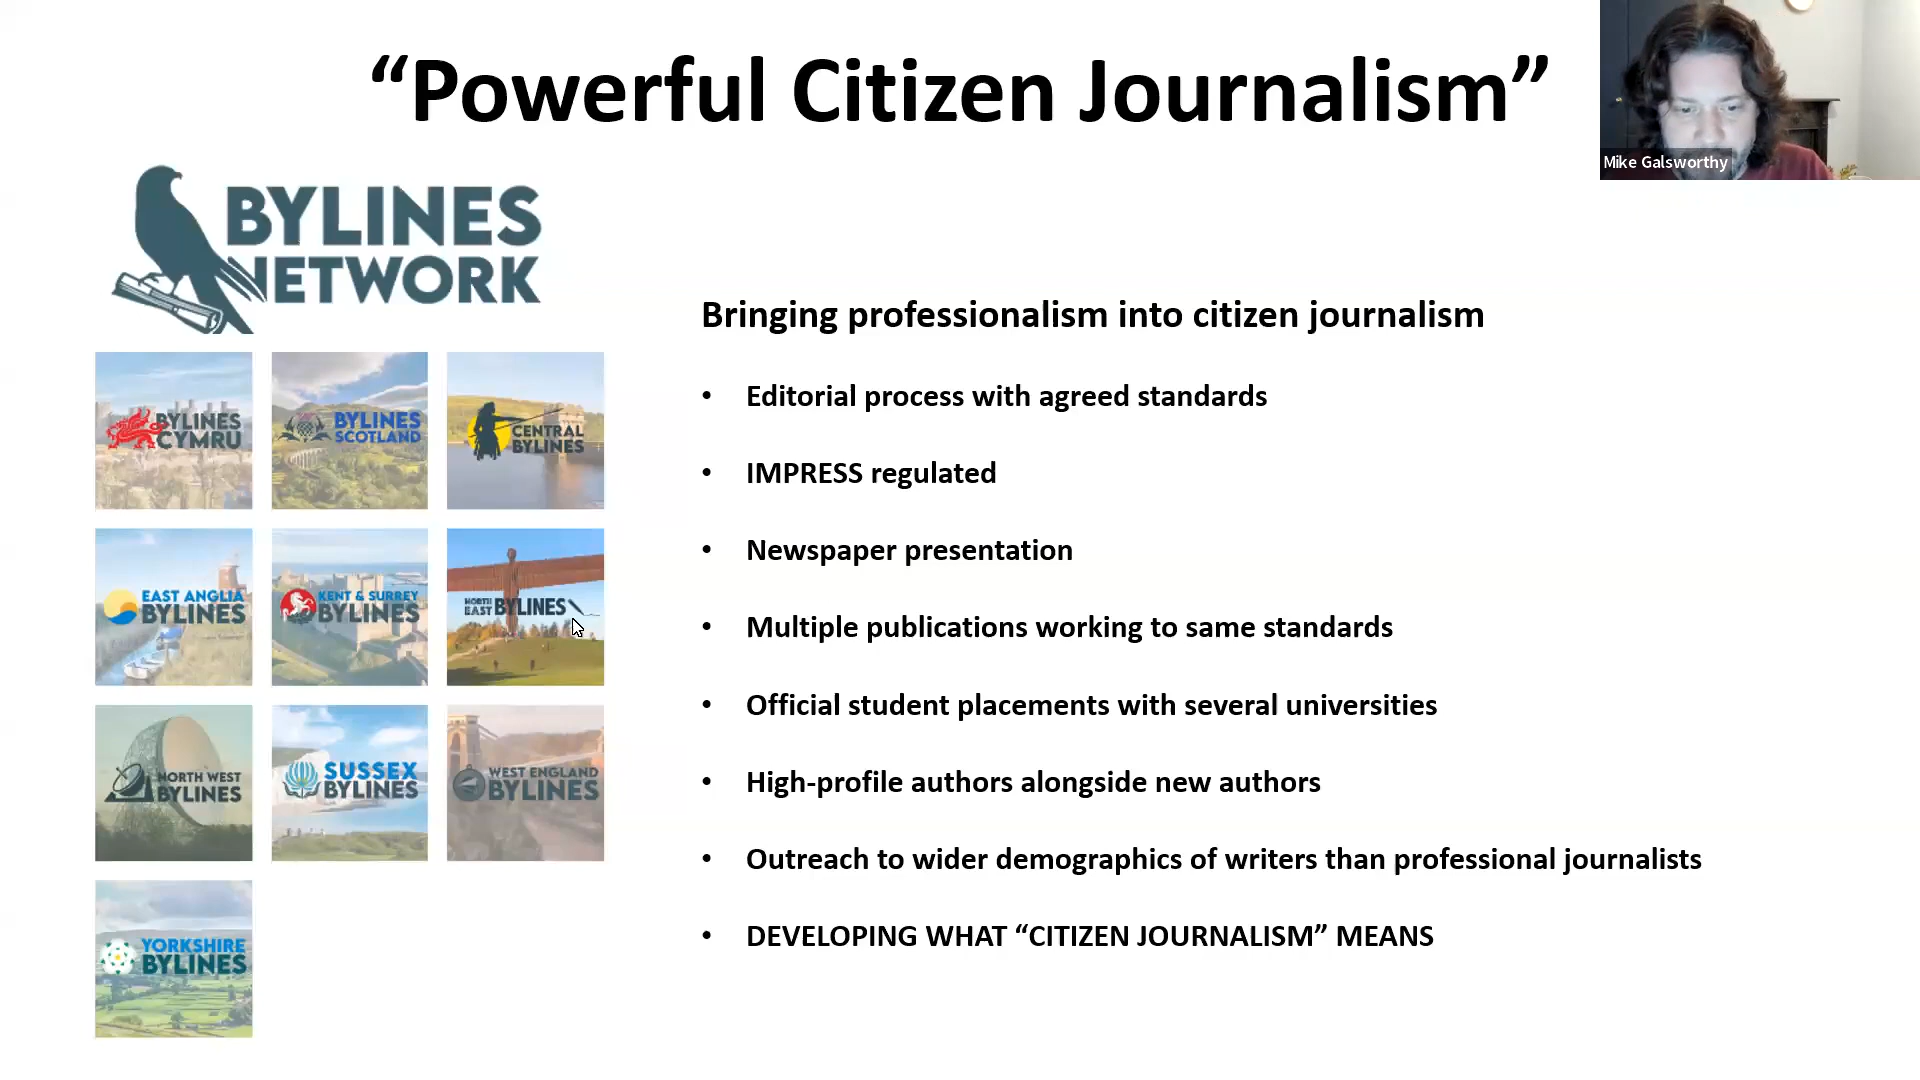 “Powerful Citizen Journalism”
Mike Galsworthy
BYLINES
NETWORK
BYLINES
CYMRU
BYLINES
SCOTLAND
CENTRAL
BYLINES
EAST ANGLIA
BYLINES
KENT & SURREY
BYLINES
NORTH
EAST BYLINES
NORTH WEST
BYLINES
SUSSEX
BYLINES
WEST ENGLAND
BYLINES
YORKSHIRE
BYLINES
Bringing professionalism into citizen journalism
• Editorial process with agreed standards
• IMPRESS regulated
• Newspaper presentation
• Multiple publications working to same standards
• Official student placements with several universities
• High-profile authors alongside new authors
• Outreach to wider demographics of writers than professional journalists
• DEVELOPING WHAT “CITIZEN JOURNALISM” MEANS